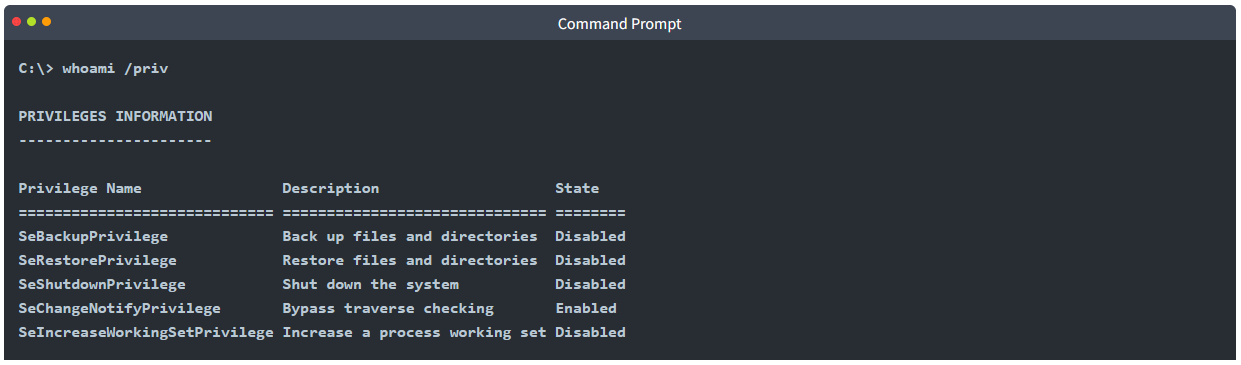 Command Prompt
C:\> whoami /priv
PRIVILEGES INFORMATION
----------------------
Privilege Name                Description                    State
============================= ============================== ========
SeBackupPrivilege             Back up files and directories  Disabled
SeRestorePrivilege            Restore files and directories  Disabled
SeShutdownPrivilege           Shut down the system           Disabled
SeChangeNotifyPrivilege       Bypass traverse checking       Enabled
SeIncreaseWorkingSetPrivilege Increase a process working set Disabled